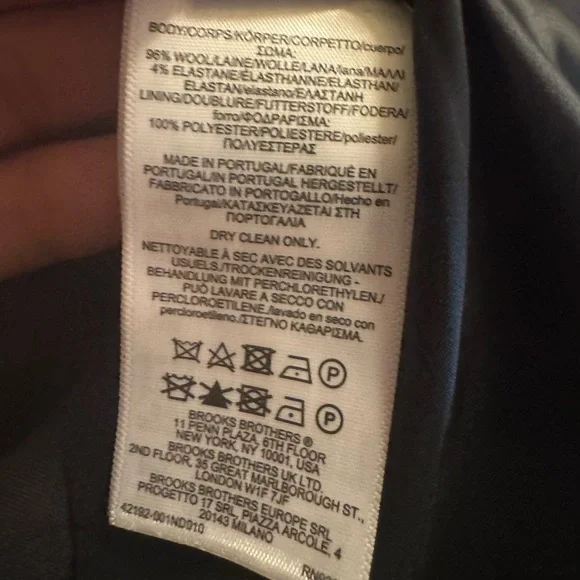 BODY/CORPS/KÖRPER/CORPETTO/cuerpo/
ΣΩΜΑ:
96% WOOL/LAINE/WOLLE/LANA/lana/ΜΑΛΛΙ
4% ELASTANE/ÉLASTHANNE/ELASTHAN/
ELASTAN/elastano/ΕΛΑΣΤΑΝΗ
LINING/DOUBLURE/FUTTERSTOFF/FODERA/
forro/ΦΟΔΡΑΡΙΣΜΑ:
100% POLYESTER/POLIESTERE/poliester/
ΠΟΛΥΕΣΤΕΡΑΣ
MADE IN PORTUGAL/FABRIQUÉ EN
PORTUGAL/IN PORTUGAL HERGESTELLT/
FABBRICATO IN PORTOGALLO/Hecho en
Portugal/ΚΑΤΑΣΚΕΥΑΖΕΤΑΙ ΣΤΗ
ΠΟΡΤΟΓΑΛΙΑ
DRY CLEAN ONLY.
NETTOYABLE À SEC AVEC DES SOLVANTS
USUELS./TROCKENREINIGUNG -
BEHANDLUNG MIT PERCHLORETHYLEN./
PUÒ LAVARE A SECCO CON
PERCLOROETILENE./lavado en seco con
percloroetileno./ΣΤΕΓΝΟ ΚΑΘΑΡΙΣΜΑ.
P
P
BROOKS BROTHERS ®
11 PENN PLAZA, 6TH FLOOR
NEW YORK, NY 10001, USA
BROOKS BROTHERS UK LTD.
2ND FLOOR, 35 GREAT MARLBOROUGH ST.,
LONDON W1F 7JF
BROOKS BROTHERS EUROPE SRL
PROGETTO 17 SRL, PIAZZA ARCOLE, 4
20143 MILANO
42192-001ND910